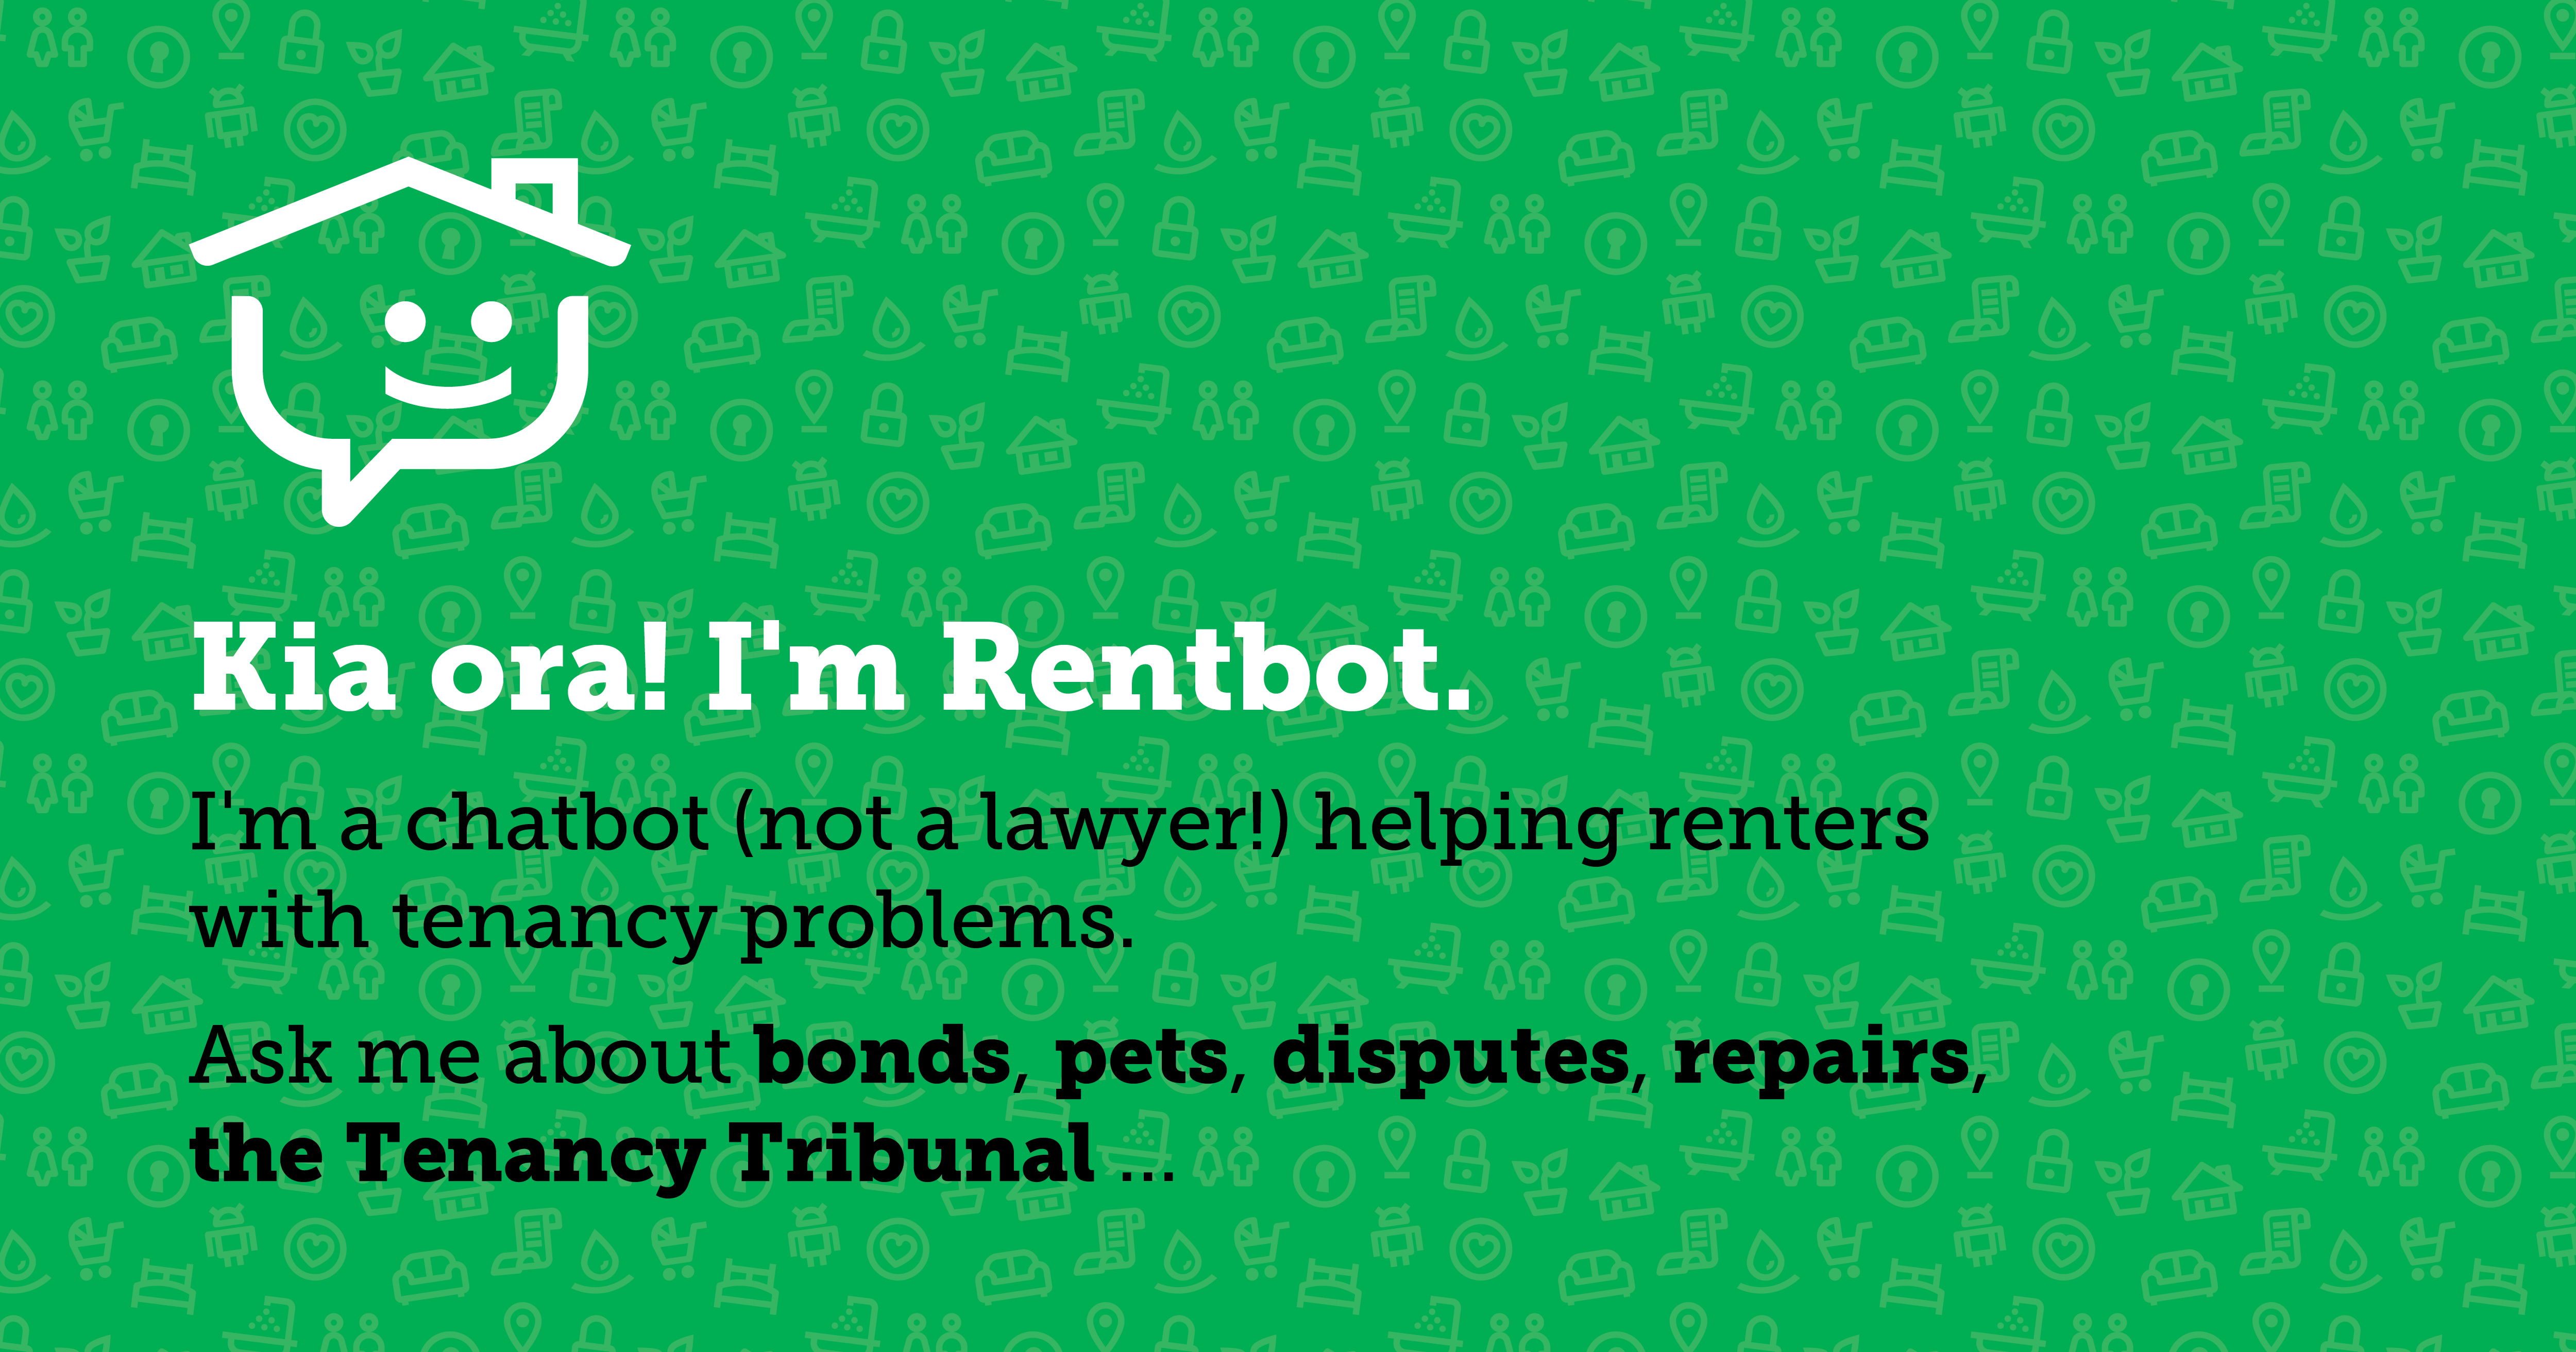 Kia ora! I'm Rentbot.
I'm a chatbot (not a lawyer!) helping renters
with tenancy problems.
Ask me about bonds, pets, disputes, repairs,
the Tenancy Tribunal ...